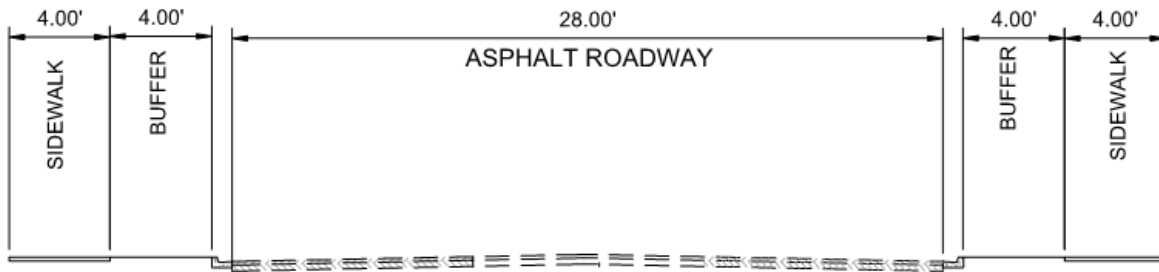 4.00' 4.00' 28.00' 4.00' 4.00'
ASPHALT ROADWAY
SIDEWALK
BUFFER
BUFFER
SIDEWALK